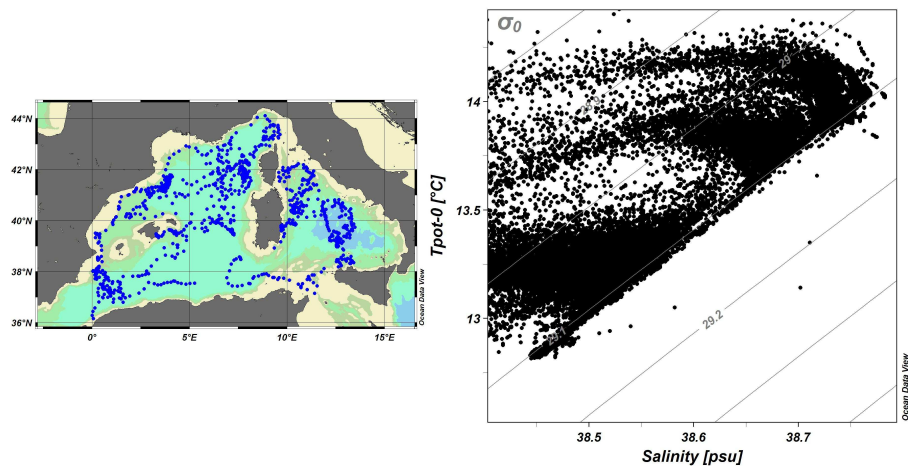 44°N
42°N
40°N
38°N
36°N
0°
5°E
10°E
15°E
Ocean Data View
σ0
14
13.5
13
Tpot-0 [°C]
29.1
29.2
38.5
38.6
38.7
Salinity [psu]
Ocean Data View